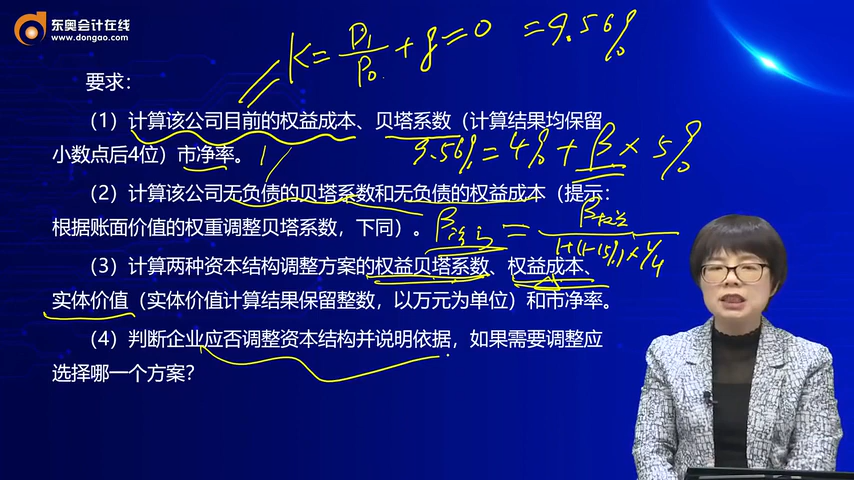 东奥会计在线
www.dongao.com
K = D₁/P₀ + g = 0 = 9.56%
要求：
（1）计算该公司目前的权益成本、贝塔系数（计算结果均保留
小数点后4位）市净率。 1
9.56% = 4% + β × 5%
（2）计算该公司无负债的贝塔系数和无负债的权益成本（提示：
根据账面价值的权重调整贝塔系数，下同）。
β资产 = β权益 / 1+(1-15%)×1/4
（3）计算两种资本结构调整方案的权益贝塔系数、权益成本、
实体价值（实体价值计算结果保留整数，以万元为单位）和市净率。
（4）判断企业应否调整资本结构并说明依据，如果需要调整应
选择哪一个方案？